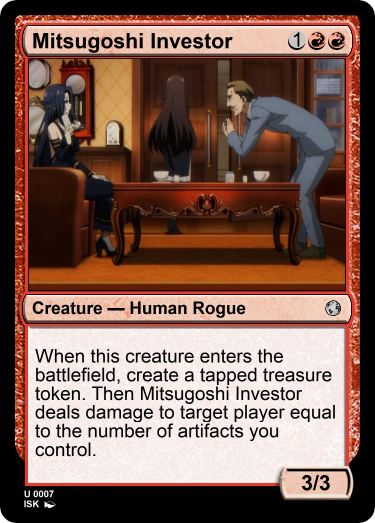 Mitsugoshi Investor 1
Creature — Human Rogue
When this creature enters the
battlefield, create a tapped treasure
token. Then Mitsugoshi Investor
deals damage to target player equal
to the number of artifacts you
control.
3/3
U 0007
ISK